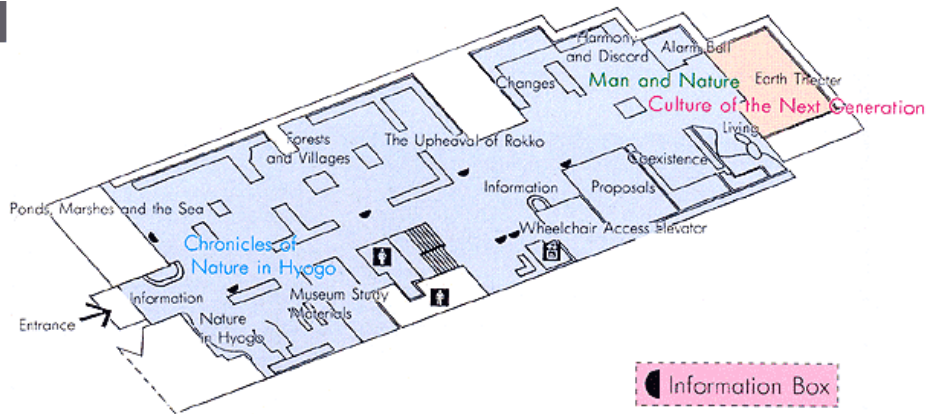 Harmony
and Discord
Alarm Bell
Changes
Man and Nature
Earth Theater
Culture of the Next Generation
Living
Forests
and Villages
The Upheaval of Rokko
Coexistence
Information
Proposals
Ponds, Marshes and the Sea
Wheelchair Access Elevator
Chronicles of
Nature in Hyogo
Information
Museum Study
Materials
Entrance
Nature
in Hyogo
Information Box